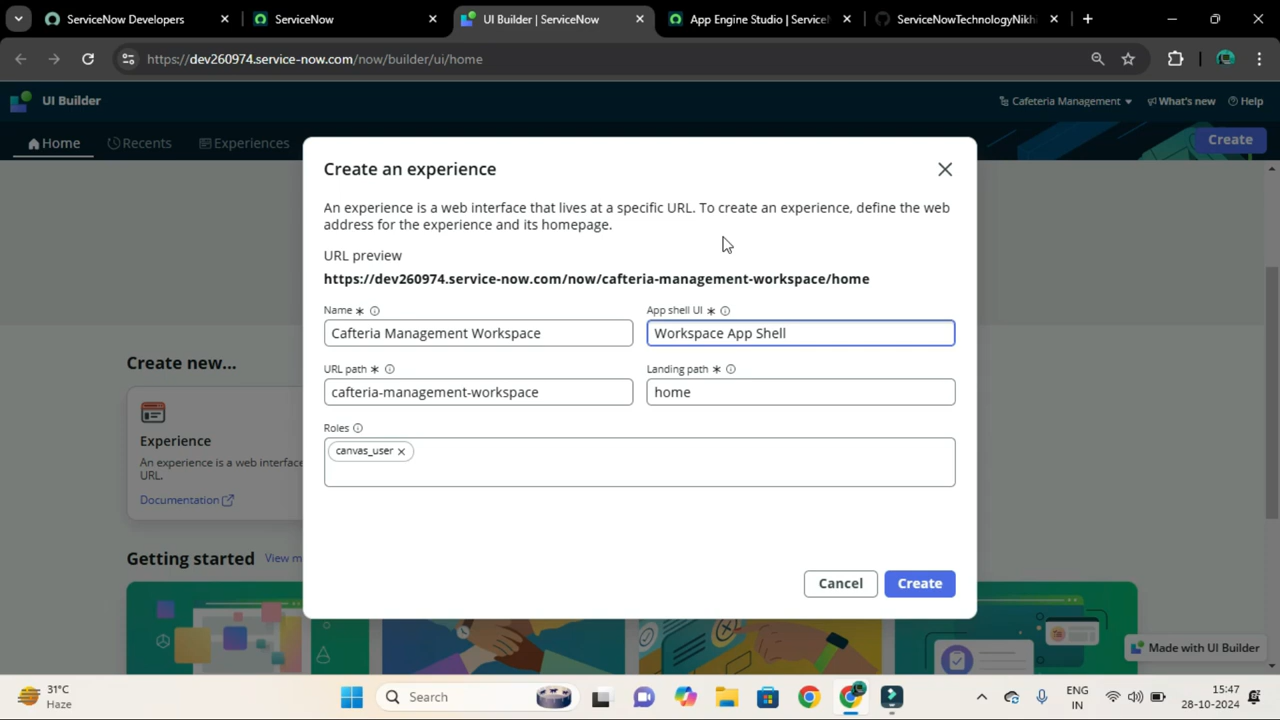 ServiceNow Developers
ServiceNow
UI Builder | ServiceNow
App Engine Studio | Service
ServiceNowTechnologyNikhi
https://dev260974.service-now.com/now/builder/ui/home
UI Builder
Cafeteria Management
What's new
Help
Home
Recents
Experiences
Create
Create an experience
An experience is a web interface that lives at a specific URL. To create an experience, define the web
address for the experience and its homepage.
URL preview
https://dev260974.service-now.com/now/cafteria-management-workspace/home
Name *
App shell UI *
Cafteria Management Workspace
Workspace App Shell
URL path *
Landing path *
cafteria-management-workspace
home
Roles
canvas_user
Cancel
Create
Create new...
Experience
An experience is a web interface
URL.
Documentation
Getting started
View m
Made with UI Builder
31°C
Haze
Search
ENG
IN
15:47
28-10-2024